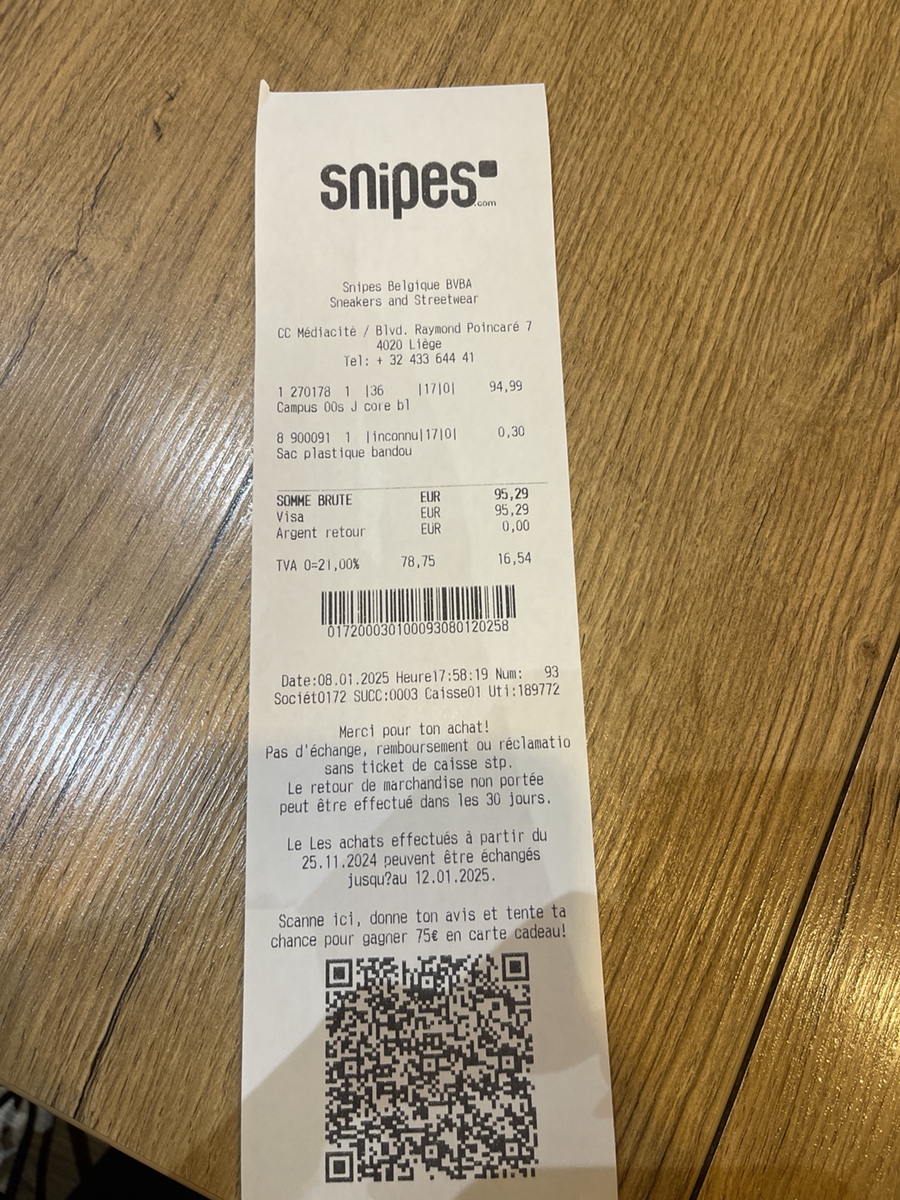 snipes
.com
Snipes Belgique BVBA
Sneakers and Streetwear
CC Médiacité / Blvd. Raymond Poincaré 7
4020 Liège
Tel: + 32 433 644 41
1 270178 1 |36 |17|0| 94,99
Campus 00s J core bl
8 900091 1 |inconnu|17|0| 0,30
Sac plastique bandou
SOMME BRUTE EUR 95,29
Visa EUR 95,29
Argent retour EUR 0,00
TVA 0=21,00% 78,75 16,54
017200030100093080120258
Date:08.01.2025 Heure17:58:19 Num: 93
Sociét0172 SUCC:0003 Caisse01 Uti:189772
Merci pour ton achat!
Pas d'échange, remboursement ou réclamatio
sans ticket de caisse stp.
Le retour de marchandise non portée
peut être effectué dans les 30 jours.
Le Les achats effectués à partir du
25.11.2024 peuvent être échangés
jusqu?au 12.01.2025.
Scanne ici, donne ton avis et tente ta
chance pour gagner 75€ en carte cadeau!